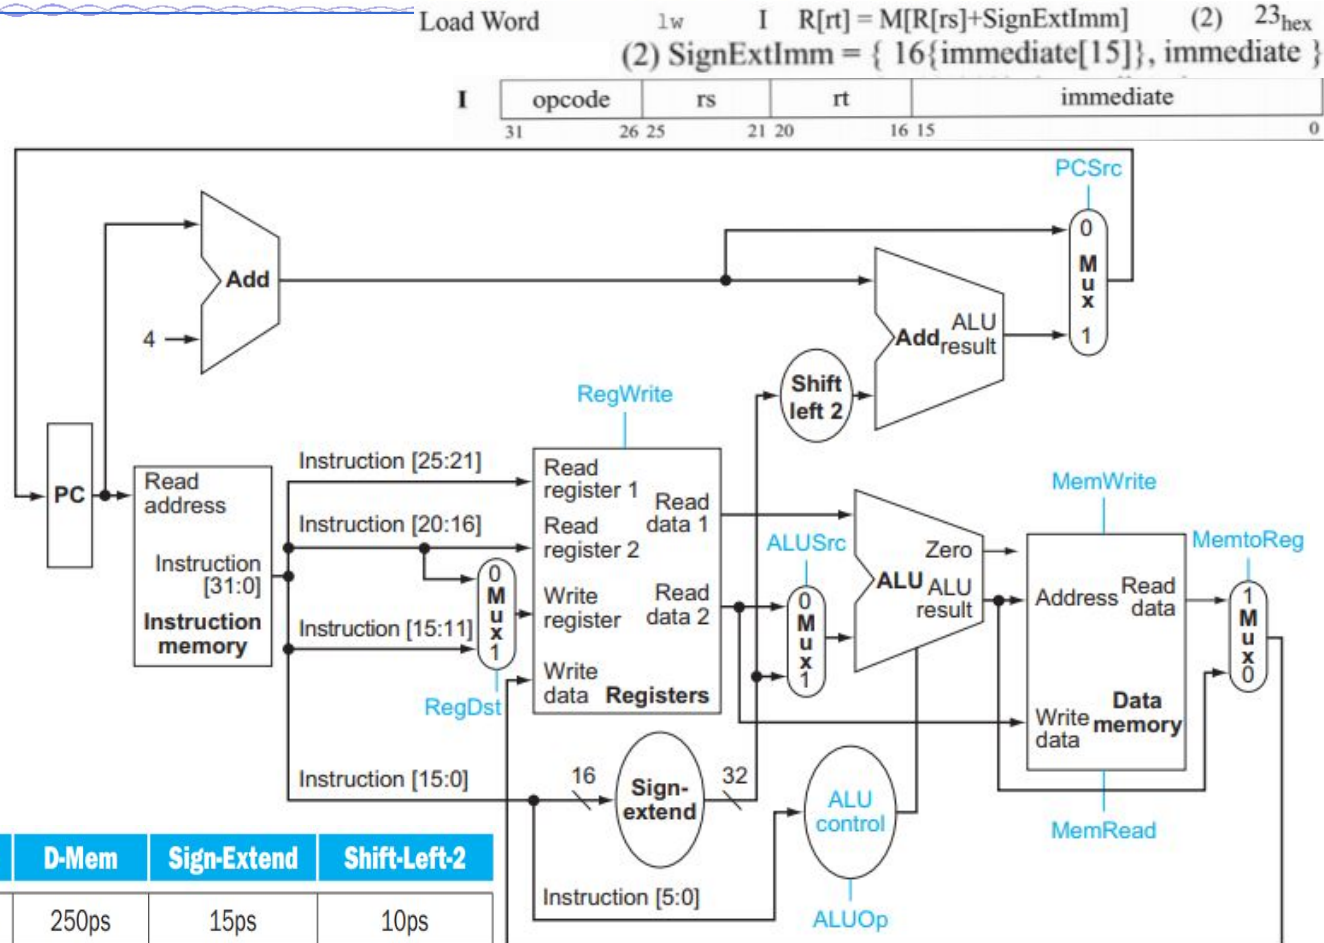 Load Word lw I R[rt] = M[R[rs]+SignExtImm] (2) 23hex
(2) SignExtImm = { 16{immediate[15]}, immediate }
I opcode rs rt immediate
31 26 25 21 20 16 15 0
PCSrc
0
M
u
x
1
Add
4
Add ALU
result
Shift
left 2
RegWrite
PC
Read
address
Instruction
[31:0]
Instruction
memory
Instruction [25:21]
Instruction [20:16]
Instruction [15:11]
0
M
u
x
1
RegDst
Read
register 1
Read
register 2
Write
register
Write
data
Read
data 1
Read
data 2
Registers
ALUSrc
0
M
u
x
1
Zero
ALU ALU
result
MemWrite
Address
Read
data
Write
data
Data
memory
MemRead
MemtoReg
1
M
u
x
0
Instruction [15:0]
16
Sign-
extend
32
ALU
control
Instruction [5:0]
ALUOp
D-Mem Sign-Extend Shift-Left-2
250ps 15ps 10ps